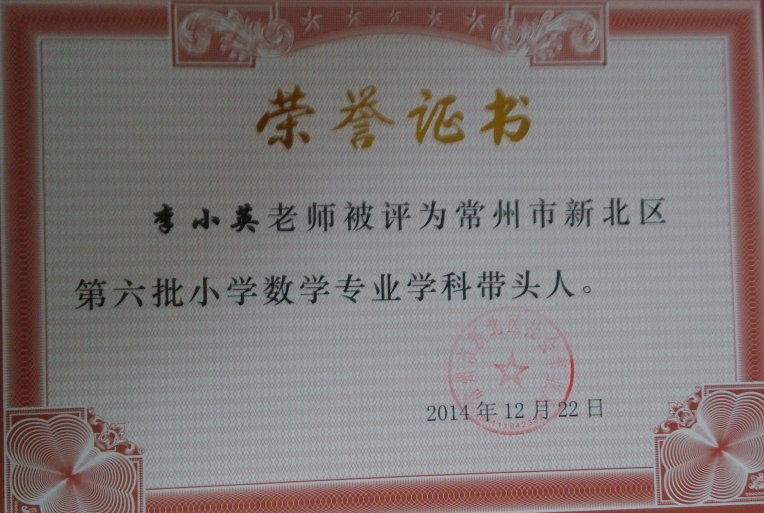 荣誉证书
李小英老师被评为常州市新北区
第六批小学数学专业学科带头人。
2014年12月22日